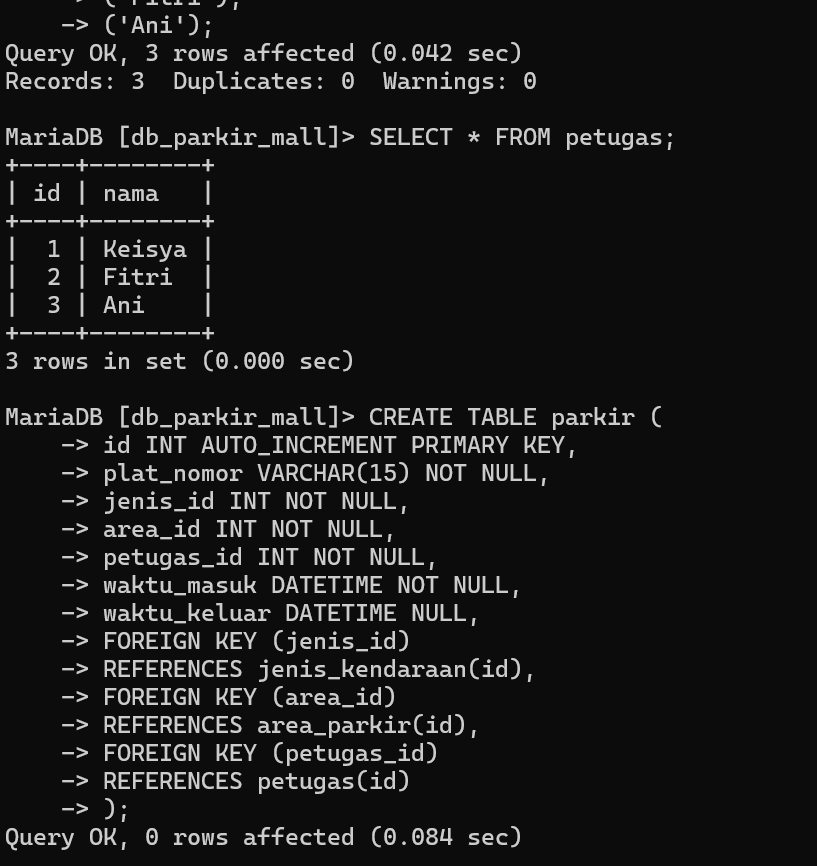 -> ('Fitri'),
-> ('Ani');
Query OK, 3 rows affected (0.042 sec)
Records: 3  Duplicates: 0  Warnings: 0
MariaDB [db_parkir_mall]> SELECT * FROM petugas;
+----+--------+
| id | nama   |
+----+--------+
|  1 | Keisya |
|  2 | Fitri  |
|  3 | Ani    |
+----+--------+
3 rows in set (0.000 sec)
MariaDB [db_parkir_mall]> CREATE TABLE parkir (
-> id INT AUTO_INCREMENT PRIMARY KEY,
-> plat_nomor VARCHAR(15) NOT NULL,
-> jenis_id INT NOT NULL,
-> area_id INT NOT NULL,
-> petugas_id INT NOT NULL,
-> waktu_masuk DATETIME NOT NULL,
-> waktu_keluar DATETIME NULL,
-> FOREIGN KEY (jenis_id)
-> REFERENCES jenis_kendaraan(id),
-> FOREIGN KEY (area_id)
-> REFERENCES area_parkir(id),
-> FOREIGN KEY (petugas_id)
-> REFERENCES petugas(id)
-> );
Query OK, 0 rows affected (0.084 sec)